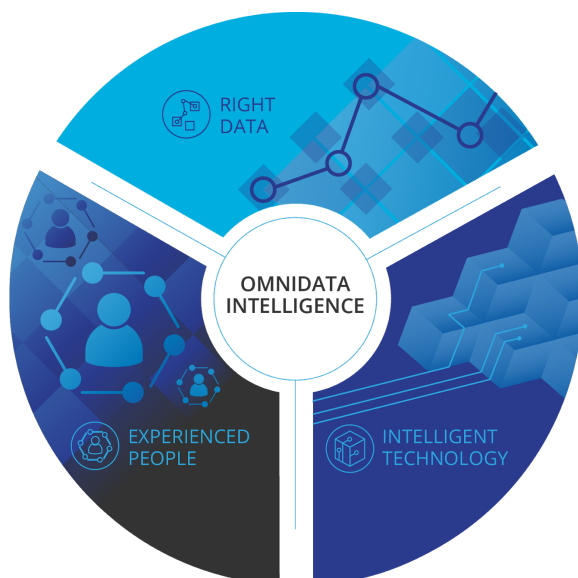 RIGHT
DATA
OMNIDATA
INTELLIGENCE
EXPERIENCED
PEOPLE
INTELLIGENT
TECHNOLOGY